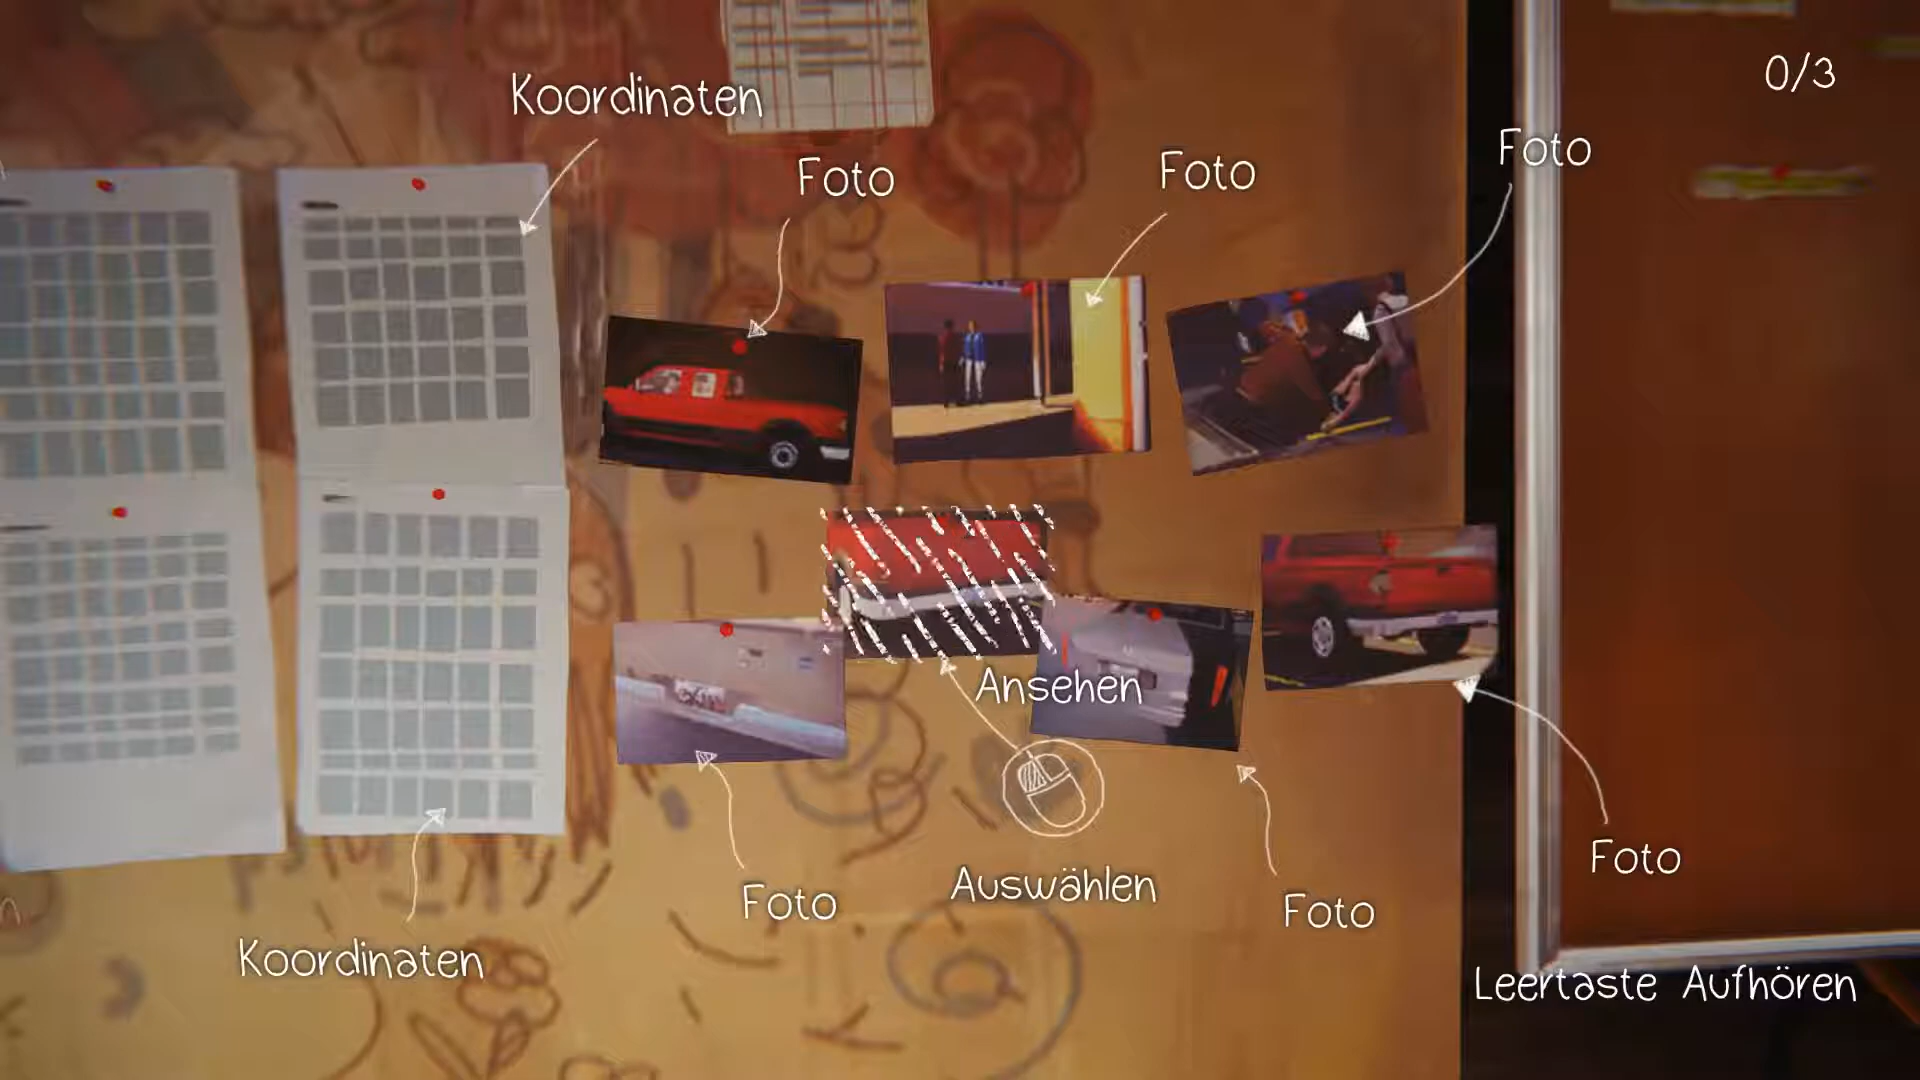 0/3
Koordinaten
Foto
Foto
Foto
Ansehen
Auswählen
Foto
Foto
Foto
Koordinaten
Leertaste Aufhören